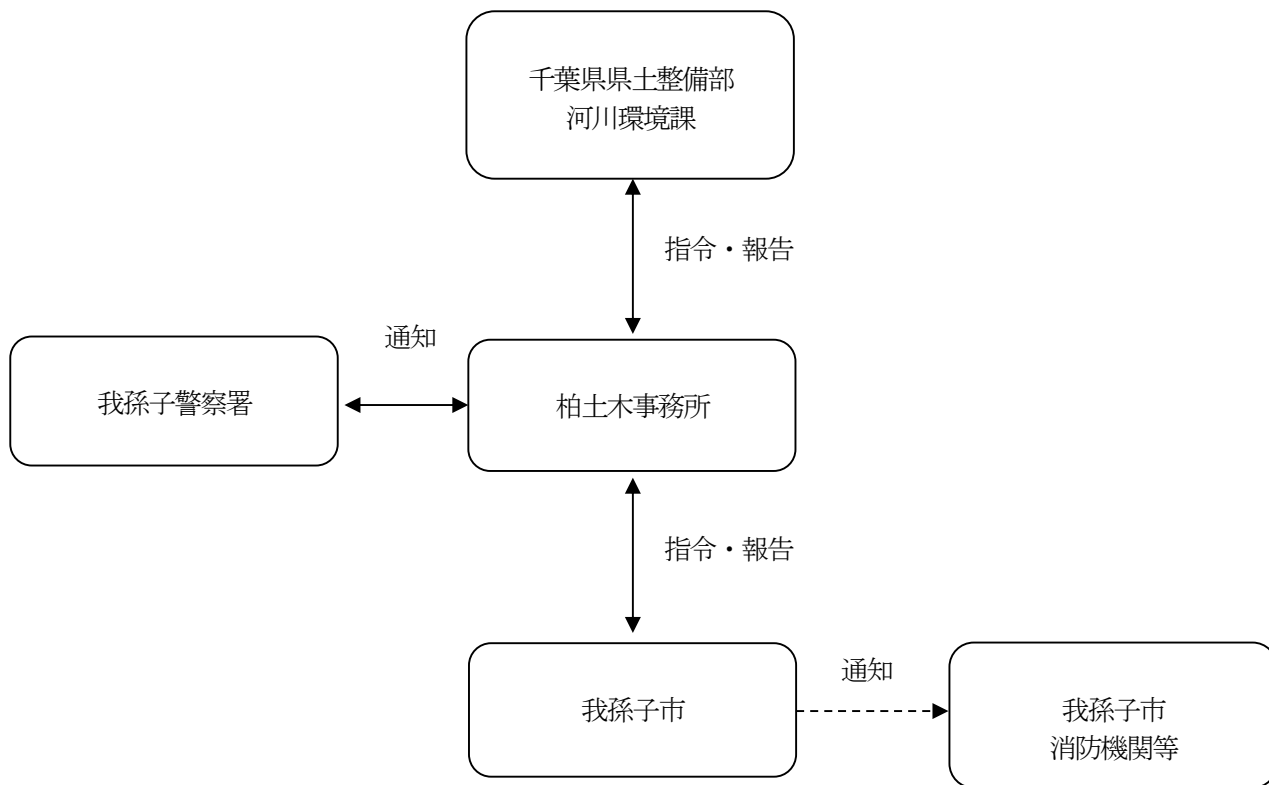 千葉県県土整備部
河川環境課
指令・報告
通知
我孫子警察署
柏土木事務所
指令・報告
通知
我孫子市
我孫子市
消防機関等